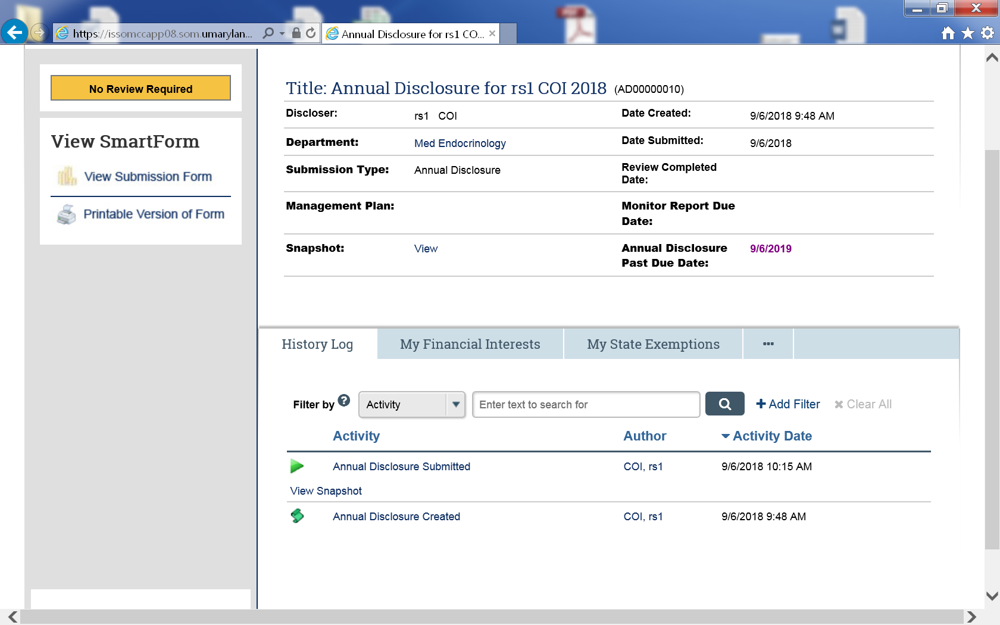 https://issomccapp08.som.umarylan...
Annual Disclosure for rs1 CO...
No Review Required
View SmartForm
View Submission Form
Printable Version of Form
Title: Annual Disclosure for rs1 COI 2018 (AD00000010)
Discloser: rs1 COI Date Created: 9/6/2018 9:48 AM
Department: Med Endocrinology Date Submitted: 9/6/2018
Submission Type: Annual Disclosure Review Completed
Date:
Management Plan: Monitor Report Due
Date:
Snapshot: View Annual Disclosure 9/6/2019
Past Due Date:
History Log My Financial Interests My State Exemptions •••
Filter by ? Activity Enter text to search for + Add Filter × Clear All
Activity Author Activity Date
Annual Disclosure Submitted COI, rs1 9/6/2018 10:15 AM
View Snapshot
Annual Disclosure Created COI, rs1 9/6/2018 9:48 AM